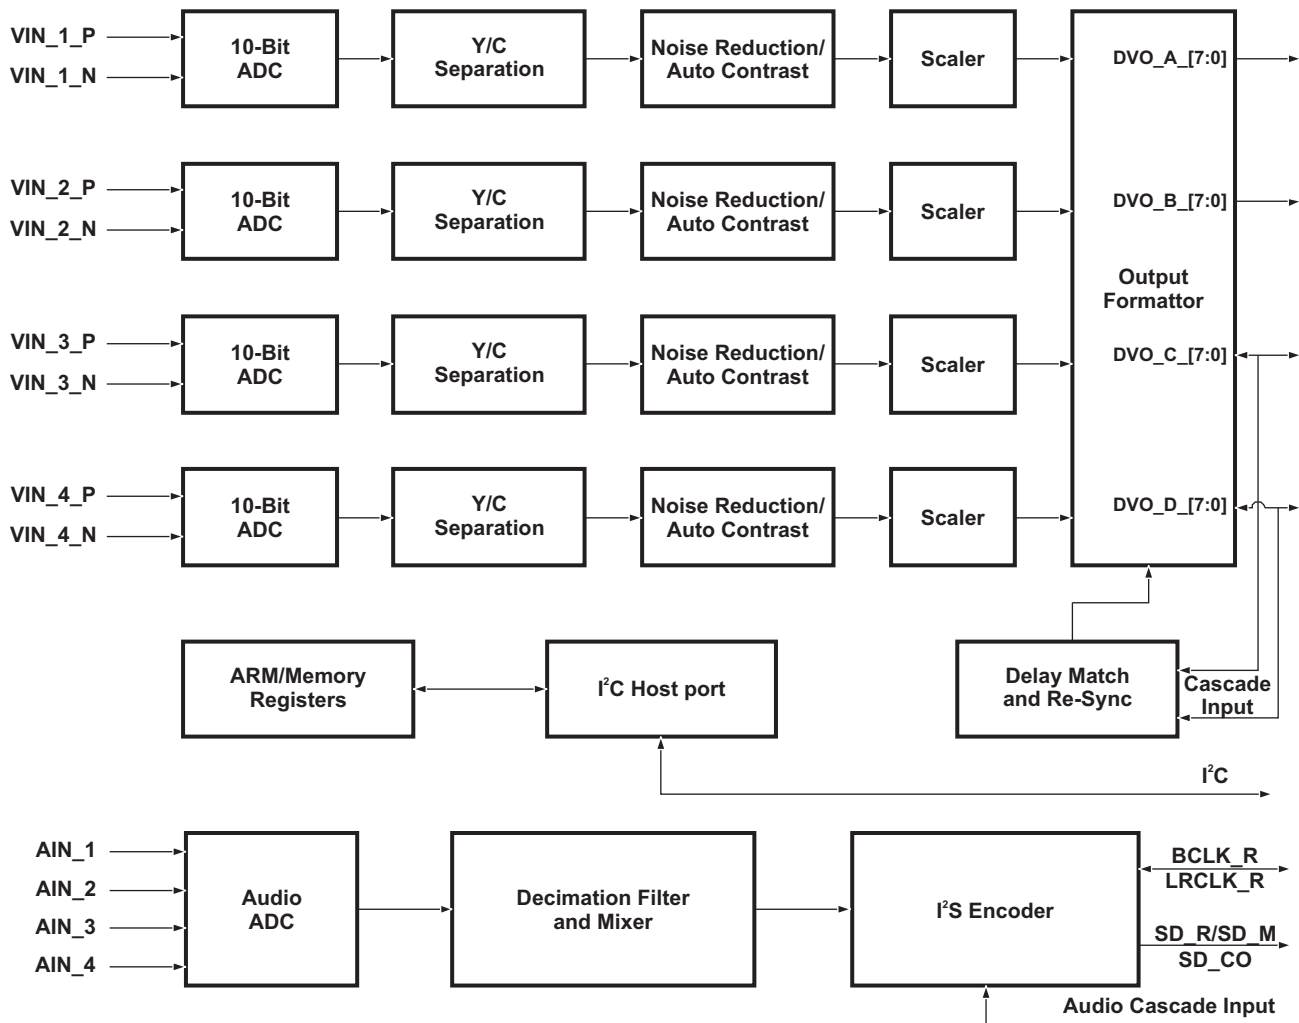 VIN_1_P
VIN_1_N
10-Bit
ADC
Y/C
Separation
Noise Reduction/
Auto Contrast
Scaler
DVO_A_[7:0]
VIN_2_P
VIN_2_N
10-Bit
ADC
Y/C
Separation
Noise Reduction/
Auto Contrast
Scaler
DVO_B_[7:0]
Output
Formattor
VIN_3_P
VIN_3_N
10-Bit
ADC
Y/C
Separation
Noise Reduction/
Auto Contrast
Scaler
DVO_C_[7:0]
VIN_4_P
VIN_4_N
10-Bit
ADC
Y/C
Separation
Noise Reduction/
Auto Contrast
Scaler
DVO_D_[7:0]
ARM/Memory
Registers
I²C Host port
Delay Match
and Re-Sync
Cascade
Input
I²C
AIN_1
AIN_2
AIN_3
AIN_4
Audio
ADC
Decimation Filter
and Mixer
I²S Encoder
BCLK_R
LRCLK_R
SD_R/SD_M
SD_CO
Audio Cascade Input